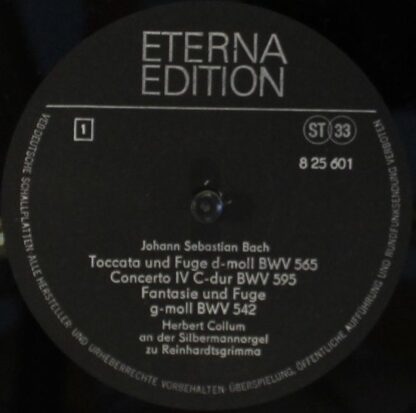 ETERNA
EDITION
1
ST 33
8 25 601
Johann Sebastian Bach
Toccata und Fuge d-moll BWV 565
Concerto IV C-dur BWV 595
Fantasie und Fuge
g-moll BWV 542
Herbert Collum
an der Silbermannorgel
zu Reinhardtsgrimma
VEB DEUTSCHE SCHALLPLATTEN ALLE HERSTELLER UND URHEBERRECHTE VORBEHALTEN · ÜBERSPIELUNG, ÖFFENTLICHE AUFFÜHRUNG UND RUNDFUNKSENDUNG VERBOTEN